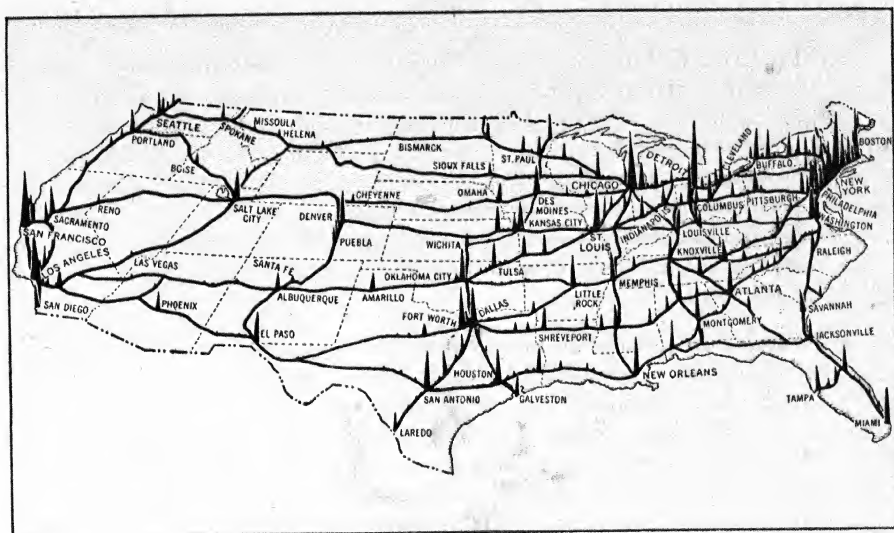 SEATTLE
SPOKANE
MISSOULA
HELENA
PORTLAND
BOISE
BISMARCK
ST. PAUL
SIOUX FALLS
DETROIT
CLEVELAND
BUFFALO
BOSTON
CHICAGO
NEW
YORK
RENO
SACRAMENTO
SAN FRANCISCO
SALT LAKE
CITY
CHEYENNE
OMAHA
DES
MOINES
DENVER
KANSAS CITY
INDIANAPOLIS
COLUMBUS
PITTSBURGH
PHILADELPHIA
WASHINGTON
LOS ANGELES
LAS VEGAS
PUEBLA
WICHITA
ST.
LOUIS
LOUISVILLE
KNOXVILLE
RALEIGH
SANTA FE
OKLAHOMA CITY
TULSA
SAN DIEGO
PHOENIX
ALBUQUERQUE
AMARILLO
LITTLE
ROCK
MEMPHIS
ATLANTA
SAVANNAH
EL PASO
FORT WORTH
DALLAS
SHREVEPORT
MONTGOMERY
JACKSONVILLE
HOUSTON
NEW ORLEANS
SAN ANTONIO
GALVESTON
TAMPA
MIAMI
LAREDO